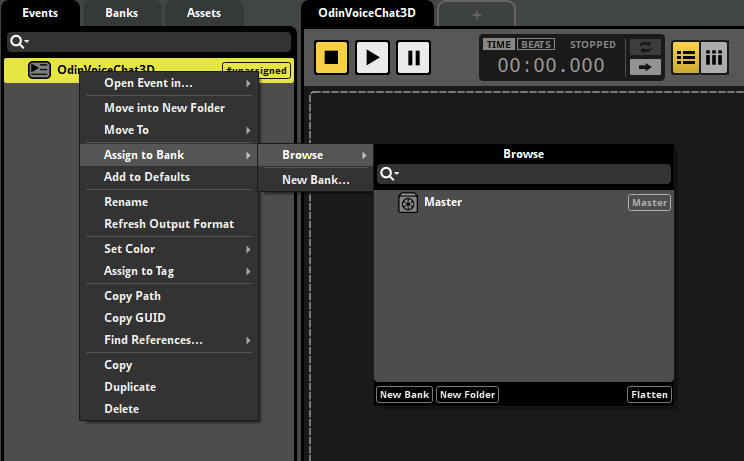 Events Banks Assets
OdinVoiceChat3D
+
OdinVoiceChat3D #unassigned
TIME BEATS STOPPED
00:00.000
Open Event in...
Move into New Folder
Move To
Assign to Bank
Add to Defaults
Rename
Refresh Output Format
Set Color
Assign to Tag
Copy Path
Copy GUID
Find References...
Copy
Duplicate
Delete
Browse
New Bank...
Browse
Master Master
New Bank New Folder Flatten